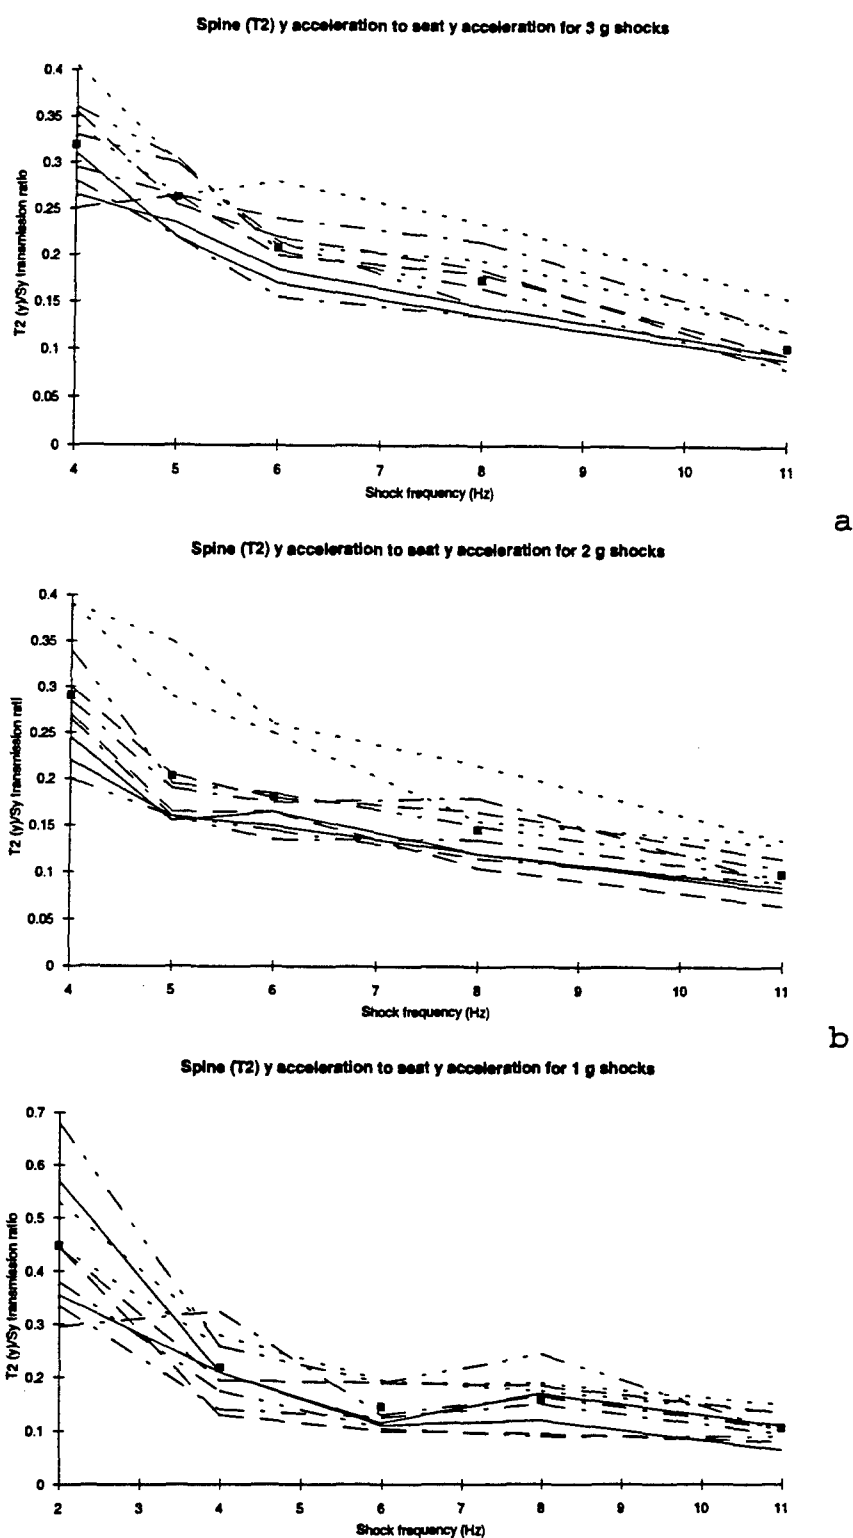 Spine (T2) y acceleration to seat y acceleration for 3 g shocks
T2 (y)/Sy transmission ratio
0.4
0.35
0.3
0.25
0.2
0.15
0.1
0.05
0
4 5 6 7 8 9 10 11
Shock frequency (Hz)
a
Spine (T2) y acceleration to seat y acceleration for 2 g shocks
T2 (y)/Sy transmission rati
0.4
0.35
0.3
0.25
0.2
0.15
0.1
0.05
0
4 5 6 7 8 9 10 11
Shock frequency (Hz)
b
Spine (T2) y acceleration to seat y acceleration for 1 g shocks
T2 (y)/Sy transmission ratio
0.7
0.6
0.5
0.4
0.3
0.2
0.1
0
2 3 4 5 6 7 8 9 10 11
Shock frequency (Hz)